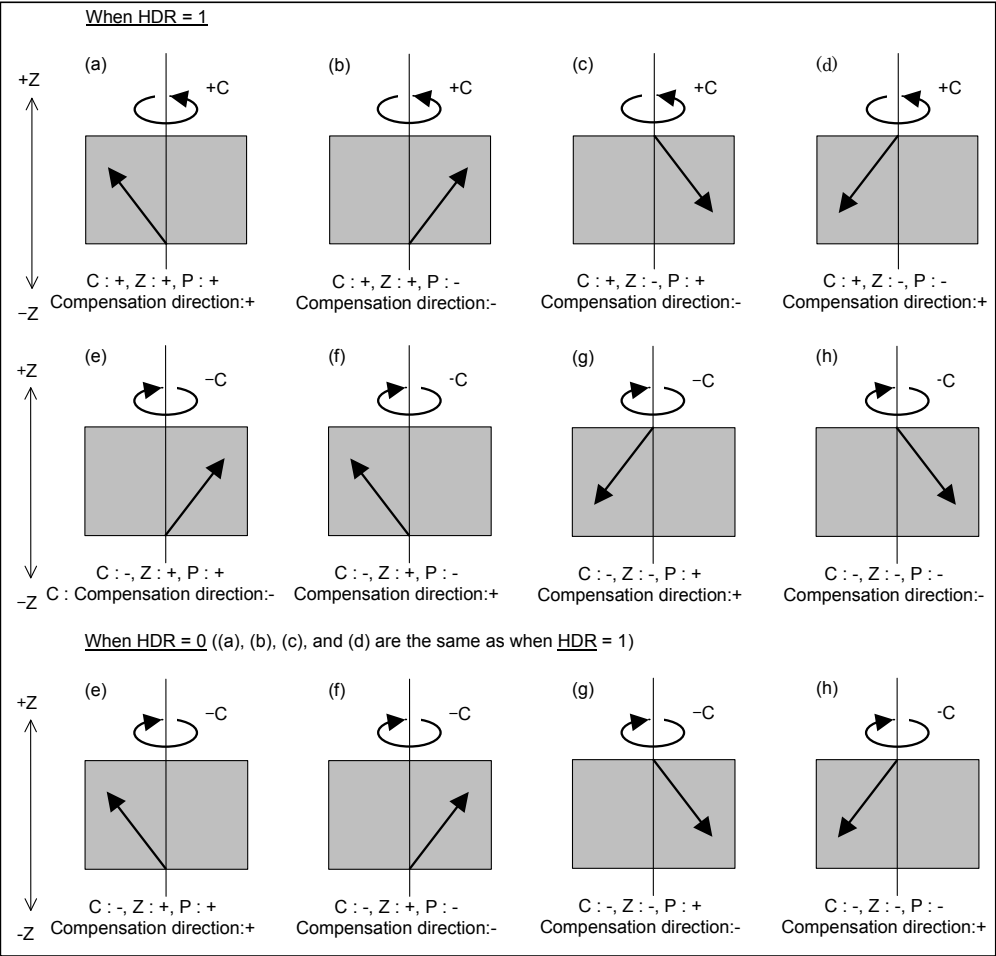 When HDR = 1
(a) (b) (c) (d)
+Z
+C +C +C +C
C : +, Z : +, P : + C : +, Z : +, P : - C : +, Z : -, P : + C : +, Z : -, P : -
−Z Compensation direction:+ Compensation direction:- Compensation direction:- Compensation direction:+
(e) (f) (g) (h)
+Z
−C -C −C -C
C : -, Z : +, P : + C : -, Z : +, P : - C : -, Z : -, P : + C : -, Z : -, P : -
−Z C : Compensation direction:- Compensation direction:+ Compensation direction:+ Compensation direction:-
When HDR = 0 ((a), (b), (c), and (d) are the same as when HDR = 1)
(e) (f) (g) (h)
+Z
−C −C −C -C
C : -, Z : +, P : + C : -, Z : +, P : - C : -, Z : -, P : + C : -, Z : -, P : -
-Z Compensation direction:+ Compensation direction:- Compensation direction:- Compensation direction:+